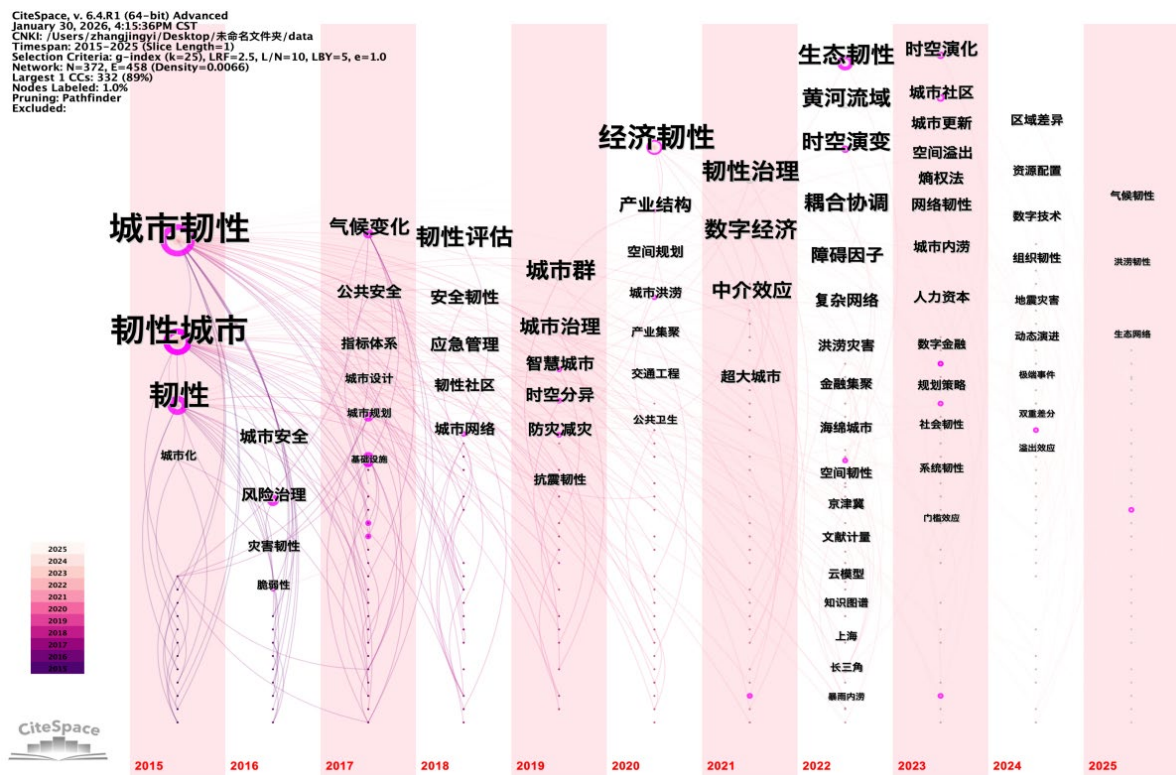 CiteSpace, v. 6.4.R1 (64-bit) Advanced
January 30, 2026, 4:15:36PM CST
CNKI: /Users/zhangjingyi/Desktop/未命名文件夹/data
Timespan: 2015-2025 (Slice Length=1)
Selection Criteria: g-index (k=25), LRF=2.5, L/N=10, LBY=5, e=1.0
Network: N=372, E=458 (Density=0.0066)
Largest 1 CCs: 332 (89%)
Nodes Labeled: 1.0%
Pruning: Pathfinder
Excluded:
城市韧性
韧性城市
韧性
城市化
城市安全
风险治理
灾害韧性
脆弱性
气候变化
公共安全
指标体系
城市设计
城市规划
基础设施
韧性评估
安全韧性
应急管理
韧性社区
城市网络
城市群
城市治理
智慧城市
时空分异
防灾减灾
抗震韧性
经济韧性
产业结构
空间规划
城市洪涝
产业集聚
交通工程
公共卫生
韧性治理
数字经济
中介效应
超大城市
生态韧性
黄河流域
时空演变
耦合协调
障碍因子
复杂网络
洪涝灾害
金融集聚
海绵城市
空间韧性
京津冀
文献计量
云模型
知识图谱
上海
长三角
暴雨内涝
时空演化
城市社区
城市更新
空间溢出
熵权法
网络韧性
城市内涝
人力资本
数字金融
规划策略
社会韧性
系统韧性
门槛效应
区域差异
资源配置
数字技术
组织韧性
地震灾害
动态演进
极端事件
双重差分
溢出效应
气候韧性
洪涝韧性
生态网络
2025
2024
2023
2022
2021
2020
2019
2018
2017
2016
2015
CiteSpace
2015
2016
2017
2018
2019
2020
2021
2022
2023
2024
2025